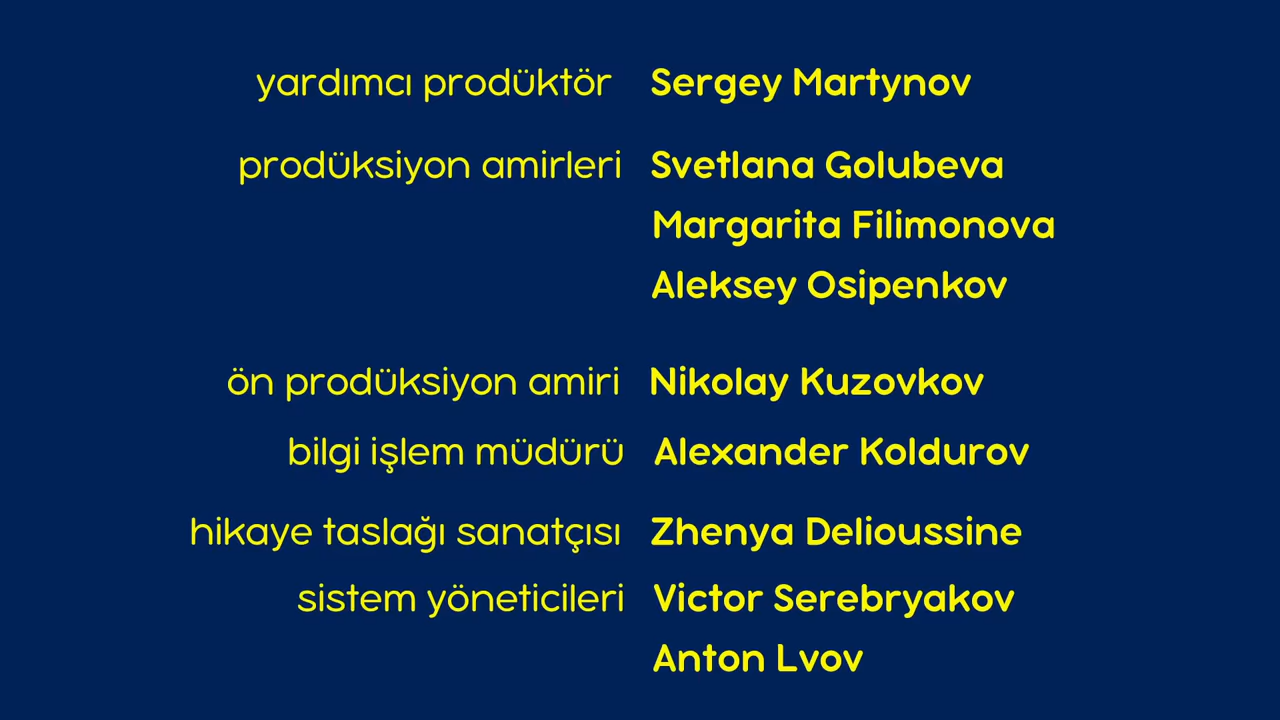 yardımcı prodüktör Sergey Martynov
prodüksiyon amirleri Svetlana Golubeva
Margarita Filimonova
Aleksey Osipenkov
ön prodüksiyon amiri Nikolay Kuzovkov
bilgi işlem müdürü Alexander Koldurov
hikaye taslağı sanatçısı Zhenya Delioussine
sistem yöneticileri Victor Serebryakov
Anton Lvov